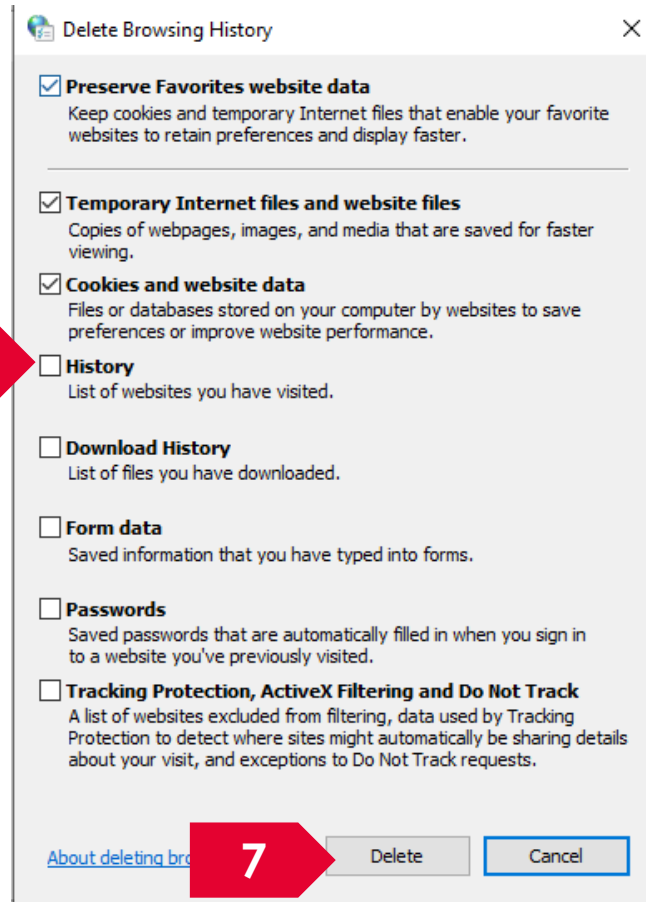 Delete Browsing History
Preserve Favorites website data
Keep cookies and temporary Internet files that enable your favorite
websites to retain preferences and display faster.
Temporary Internet files and website files
Copies of webpages, images, and media that are saved for faster
viewing.
Cookies and website data
Files or databases stored on your computer by websites to save
preferences or improve website performance.
History
List of websites you have visited.
Download History
List of files you have downloaded.
Form data
Saved information that you have typed into forms.
Passwords
Saved passwords that are automatically filled in when you sign in
to a website you've previously visited.
Tracking Protection, ActiveX Filtering and Do Not Track
A list of websites excluded from filtering, data used by Tracking
Protection to detect where sites might automatically be sharing details
about your visit, and exceptions to Do Not Track requests.
About deleting 7 Delete Cancel